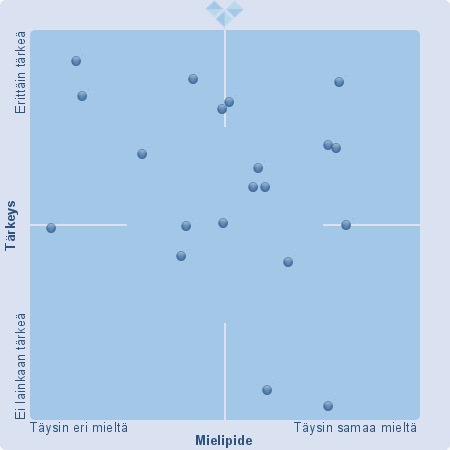 Erittäin tärkeä
Tärkeys
Ei lainkaan tärkeä
Täysin eri mieltä
Täysin samaa mieltä
Mielipide